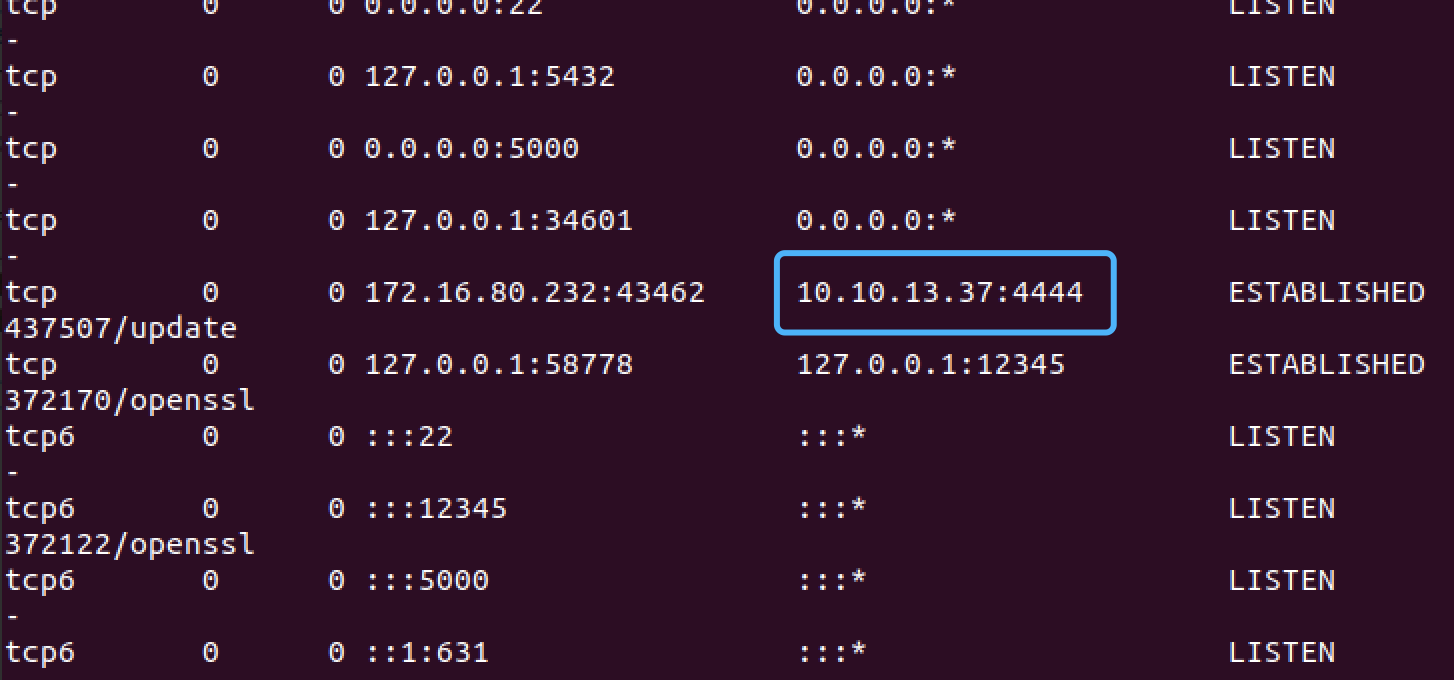 tcp 0 0 0.0.0.0:22 0.0.0.0:* LISTEN
-
tcp 0 0 127.0.0.1:5432 0.0.0.0:* LISTEN
-
tcp 0 0 0.0.0.0:5000 0.0.0.0:* LISTEN
-
tcp 0 0 127.0.0.1:34601 0.0.0.0:* LISTEN
-
tcp 0 0 172.16.80.232:43462 10.10.13.37:4444 ESTABLISHED
437507/update
tcp 0 0 127.0.0.1:58778 127.0.0.1:12345 ESTABLISHED
372170/openssl
tcp6 0 0 :::22 :::* LISTEN
-
tcp6 0 0 :::12345 :::* LISTEN
372122/openssl
tcp6 0 0 :::5000 :::* LISTEN
-
tcp6 0 0 ::1:631 :::* LISTEN